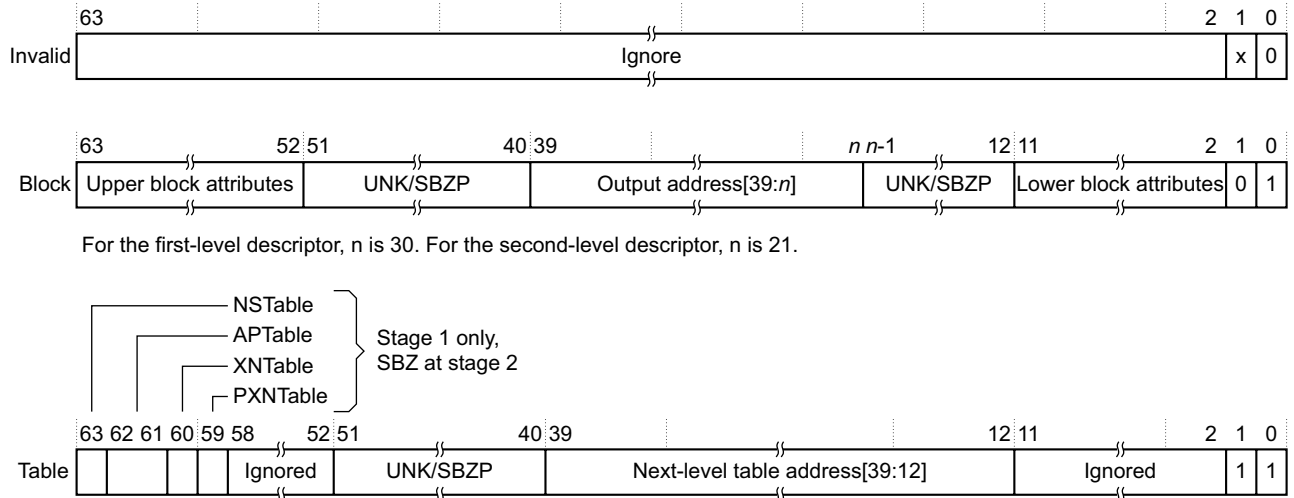 63 2 1 0
Invalid Ignore x 0
63 52 51 40 39 n n-1 12 11 2 1 0
Block Upper block attributes UNK/SBZP Output address[39:n] UNK/SBZP Lower block attributes 0 1
For the first-level descriptor, n is 30. For the second-level descriptor, n is 21.
NSTable
APTable
XNTable
PXNTable
Stage 1 only,
SBZ at stage 2
63 62 61 60 59 58 52 51 40 39 12 11 2 1 0
Table Ignored UNK/SBZP Next-level table address[39:12] Ignored 1 1